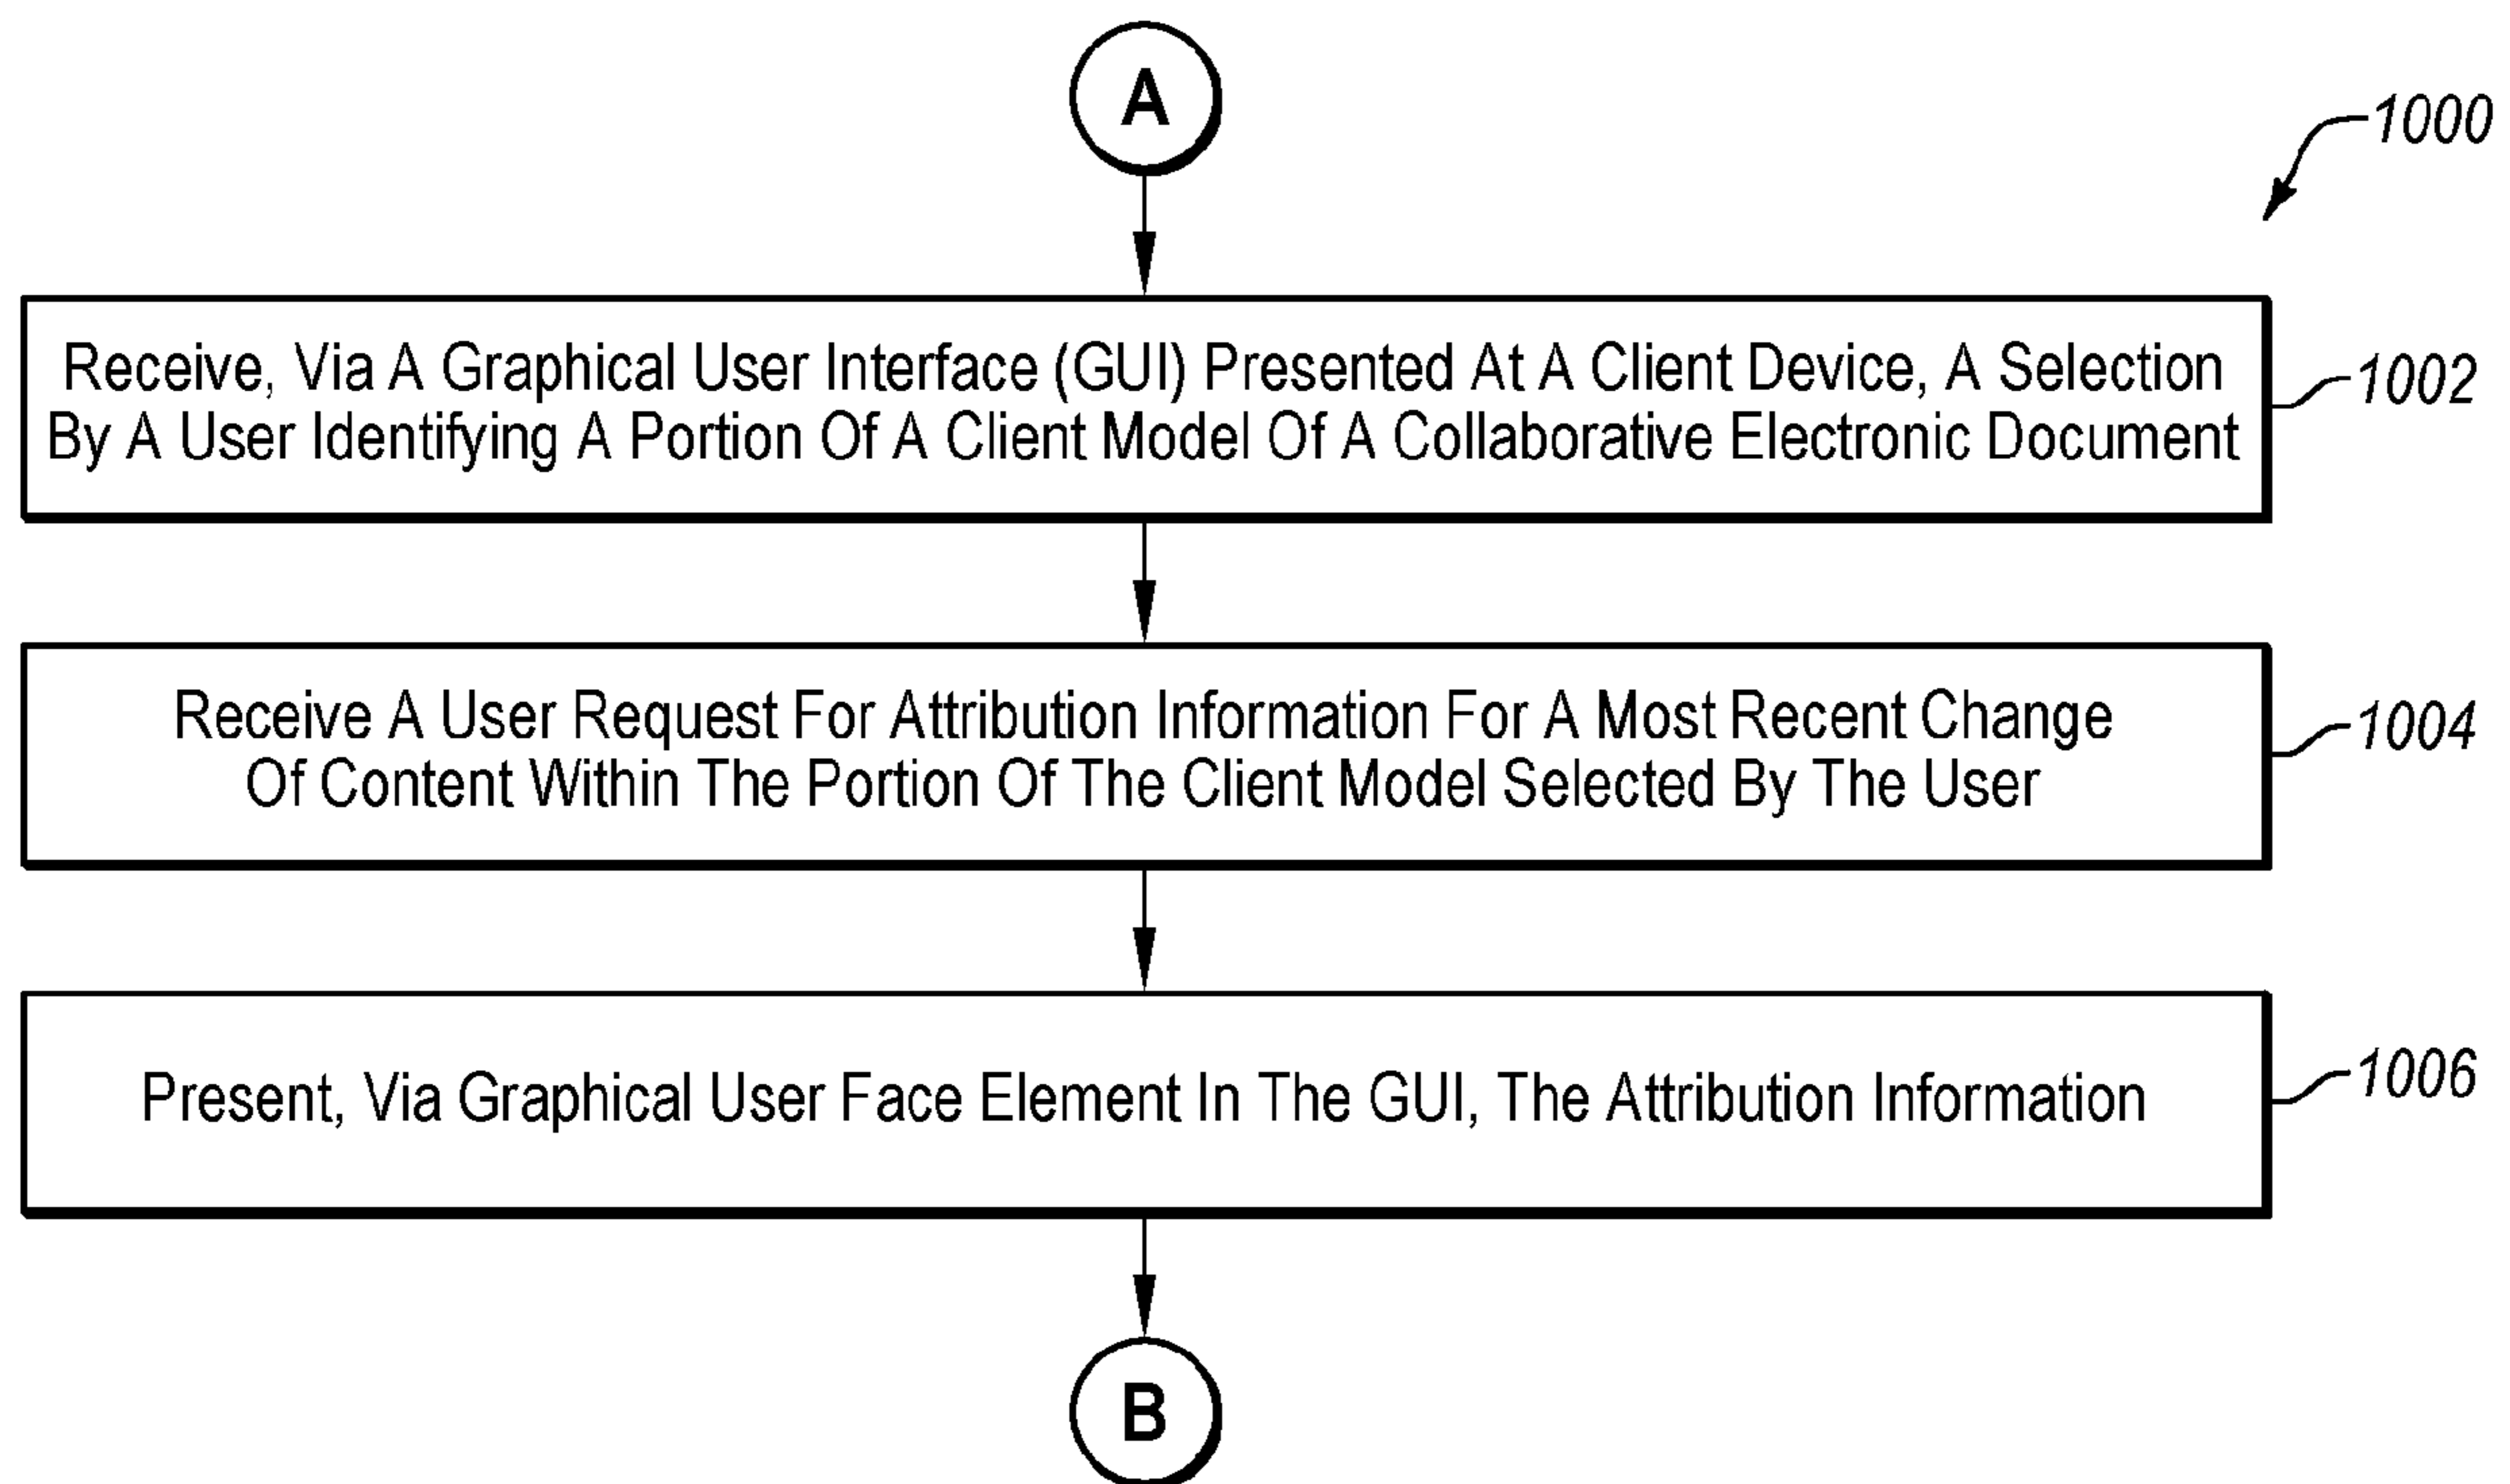 A
1000
Receive, Via A Graphical User Interface (GUI) Presented At A Client Device, A Selection
By A User Identifying A Portion Of A Client Model Of A Collaborative Electronic Document
1002
Receive A User Request For Attribution Information For A Most Recent Change
Of Content Within The Portion Of The Client Model Selected By The User
1004
Present, Via Graphical User Face Element In The GUI, The Attribution Information
1006
B